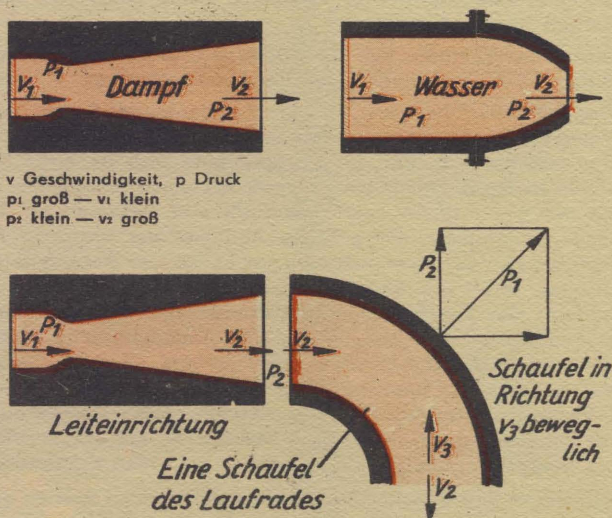 p₁
v₁
Dampf
v₂
p₂
v₁
Wasser
v₂
p₁
p₂
v Geschwindigkeit, p Druck
p₁ groß — v₁ klein
p₂ klein — v₂ groß
p₁
v₁
v₂
p₂
v₂
P₂
P₁
Leiteinrichtung
Schaufel in
Richtung
v₃ beweg-
lich
v₃
v₂
Eine Schaufel
des Laufrades